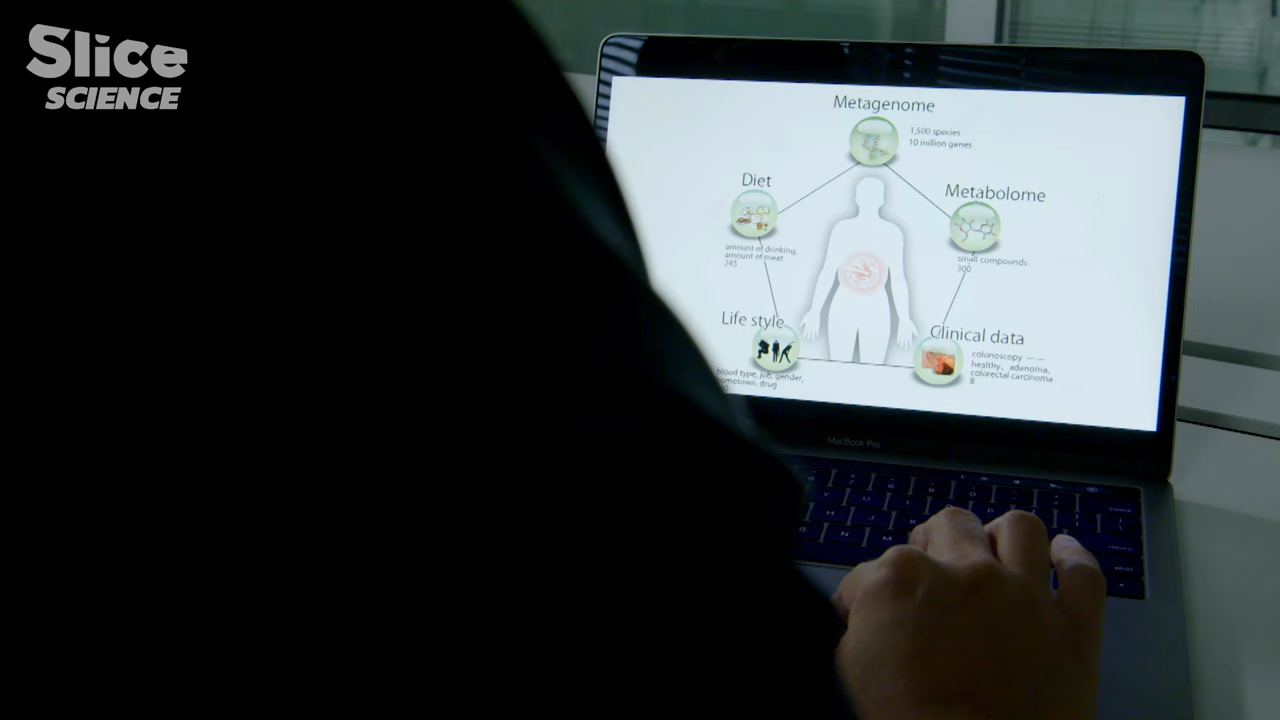 Slice
SCIENCE
Metagenome
1,500 species
10 million genes
Diet
amount of drinking,
amount of meat
245
Metabolome
small compounds
300
Life style
blood type, job, gender,
hometown, drug
Clinical data
colonoscopy
healthy, adenoma,
colorectal carcinoma
8
MacBook Pro